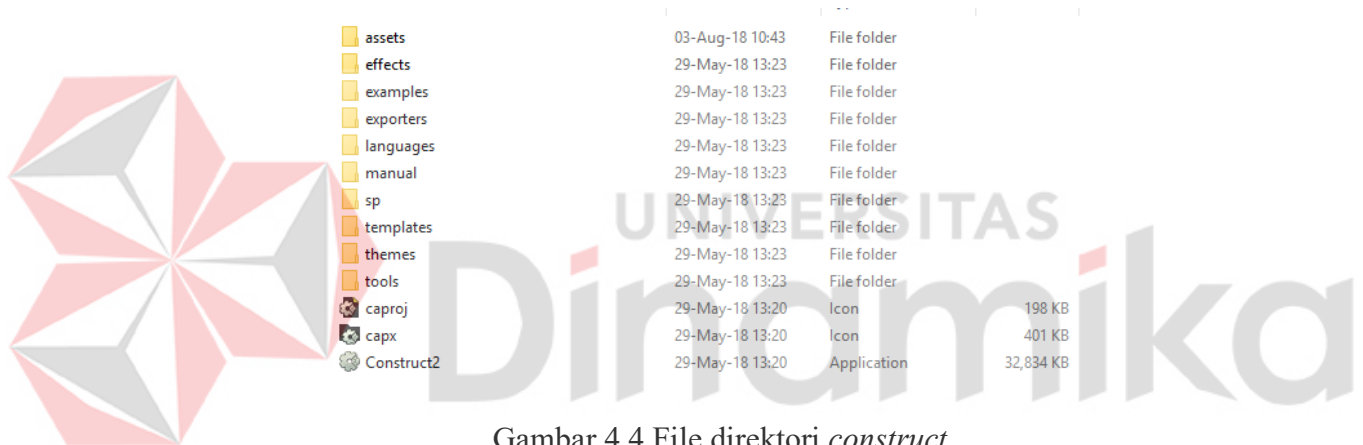 assets 03-Aug-18 10:43 File folder
effects 29-May-18 13:23 File folder
examples 29-May-18 13:23 File folder
exporters 29-May-18 13:23 File folder
languages 29-May-18 13:23 File folder
manual 29-May-18 13:23 File folder
sp 29-May-18 13:23 File folder
templates 29-May-18 13:23 File folder
themes 29-May-18 13:23 File folder
tools 29-May-18 13:23 File folder
caproj 29-May-18 13:20 Icon 198 KB
capx 29-May-18 13:20 Icon 401 KB
Construct2 29-May-18 13:20 Application 32,834 KB
UNIVERSITAS
Dinamika
Gambar 4.4 File direktori construct